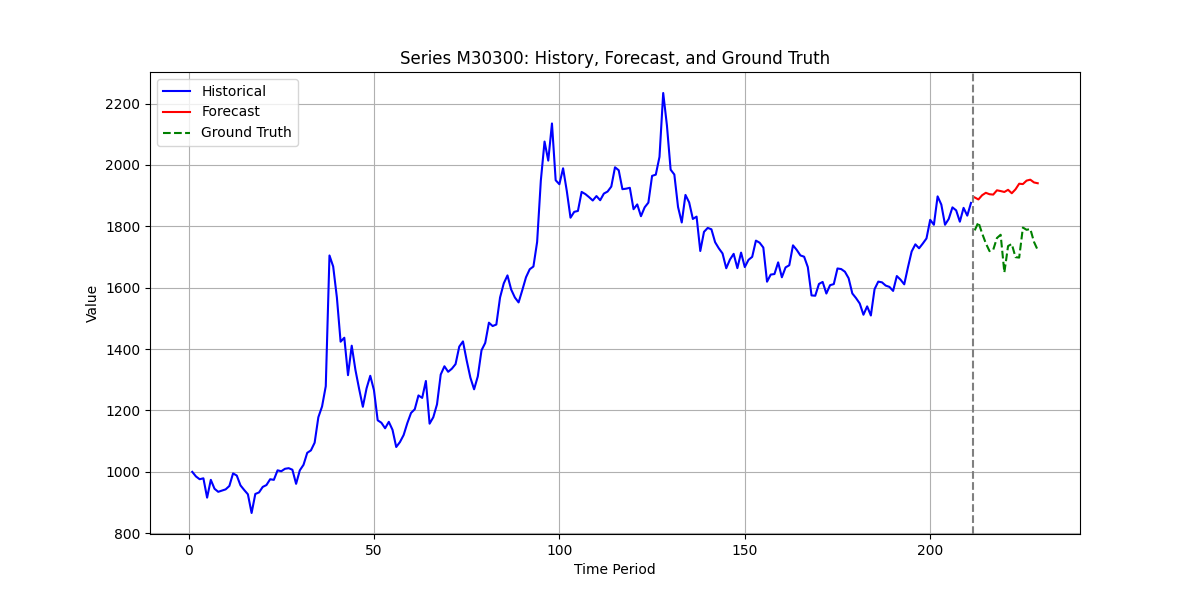 Series M30300: History, Forecast, and Ground Truth
Historical
Forecast
Ground Truth
2200
2000
1800
1600
1400
1200
1000
800
Value
0 50 100 150 200
Time Period